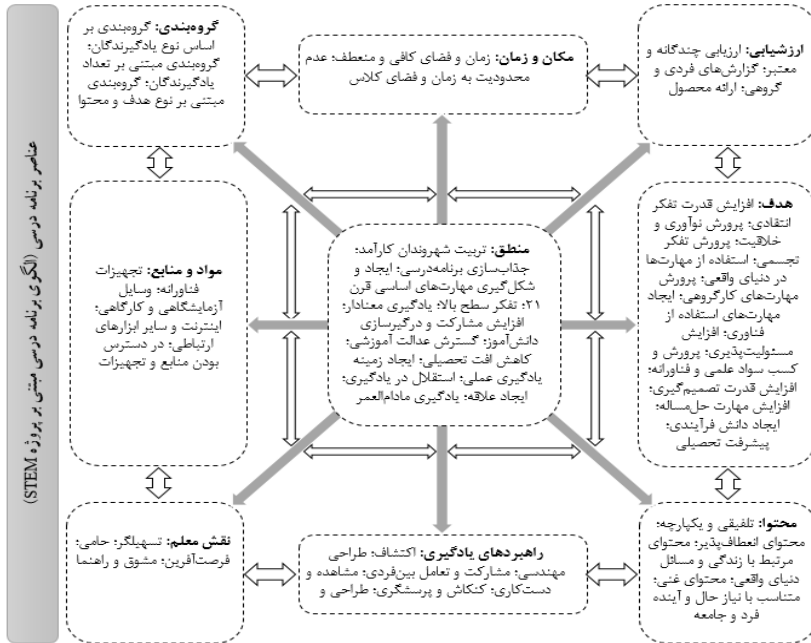 عناصر برنامه درسی (الگوی برنامه درسی مبتنی بر پروژه STEM)
ارزشیابی: ارزیابی چندگانه و
معتبر؛ گزارش‌های فردی و
گروهی؛ ارائه محصول
مکان و زمان: زمان و فضای کافی و منعطف؛ عدم
محدودیت به زمان و فضای کلاس
گروه‌بندی: گروه‌بندی بر
اساس نوع یادگیرندگان؛
گروه‌بندی مبتنی بر تعداد
یادگیرندگان؛ گروه‌بندی
مبتنی بر نوع هدف و محتوا
هدف: افزایش قدرت تفکر
انتقادی؛ پرورش نوآوری و
خلاقیت؛ پرورش تفکر
تجسمی؛ استفاده از مهارت‌ها
در دنیای واقعی؛ پرورش
مهارت‌های کارگروهی؛ ایجاد
مهارت‌های استفاده از
فناوری؛ افزایش
مسئولیت‌پذیری؛ پرورش و
کسب سواد علمی و فناورانه؛
افزایش قدرت تصمیم‌گیری؛
افزایش مهارت حل‌مساله؛
ایجاد دانش فرآیندی؛
پیشرفت تحصیلی
منطق: تربیت شهروندان کارآمد؛
جذاب‌سازی برنامه‌درسی؛ ایجاد و
شکل‌گیری مهارت‌های اساسی قرن
۲۱؛ تفکر سطح بالا؛ یادگیری معنادار؛
افزایش مشارکت و درگیرسازی
دانش‌آموز؛ گسترش عدالت آموزشی؛
کاهش افت تحصیلی؛ ایجاد زمینه
یادگیری عملی؛ استقلال در یادگیری؛
ایجاد علاقه؛ یادگیری مادام‌العمر
مواد و منابع: تجهیزات
فناورانه؛ وسایل
آزمایشگاهی و کارگاهی؛
اینترنت و سایر ابزارهای
ارتباطی؛ در دسترس
بودن منابع و تجهیزات
محتوا: تلفیقی و یکپارچه؛
محتوای انعطاف‌پذیر؛ محتوای
مرتبط با زندگی و مسائل
دنیای واقعی؛ محتوای غنی؛
متناسب با نیاز حال و آینده
فرد و جامعه
راهبردهای یادگیری: اکتشاف؛ طراحی
مهندسی؛ مشارکت و تعامل بین‌فردی؛ مشاهده و
دست‌کاری؛ کنکاش و پرسشگری؛ طراحی و
نقش معلم: تسهیلگر؛ حامی؛
فرصت‌آفرین؛ مشوق و راهنما